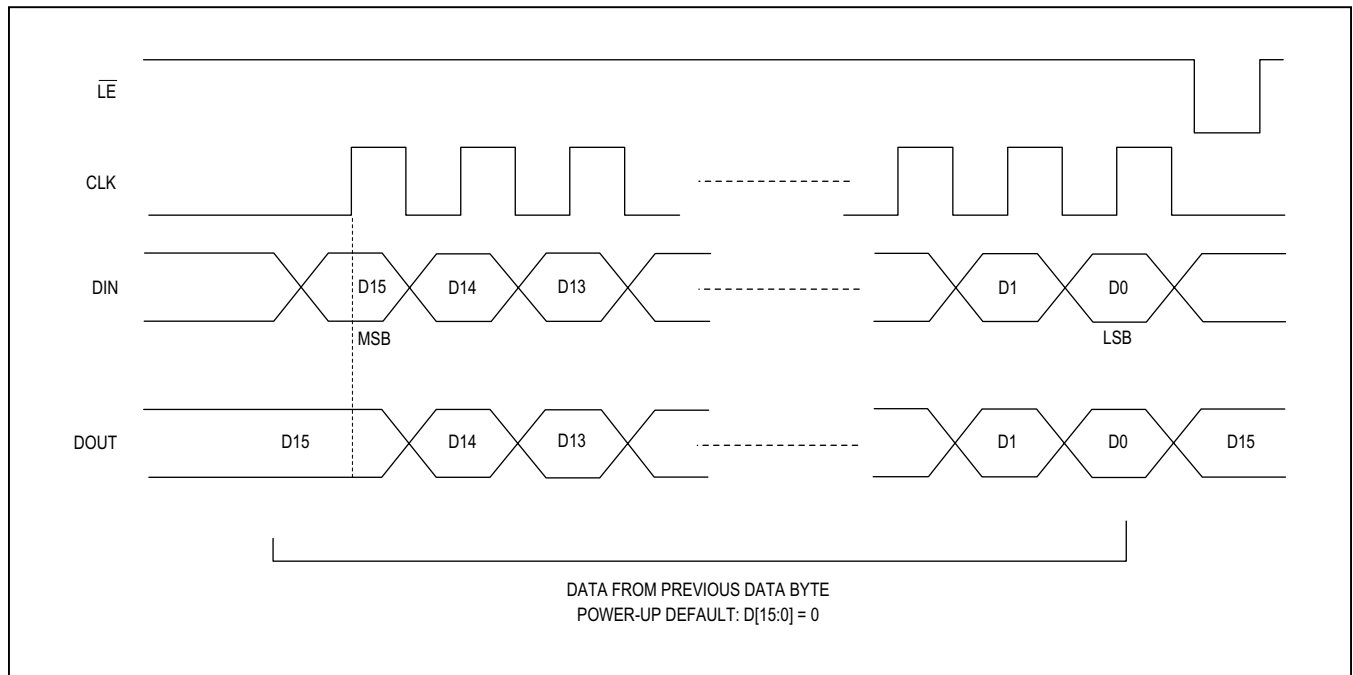 LE
CLK
DIN
D15
D14
D13
D1
D0
MSB
LSB
DOUT
D15
D14
D13
D1
D0
D15
DATA FROM PREVIOUS DATA BYTE
POWER-UP DEFAULT: D[15:0] = 0